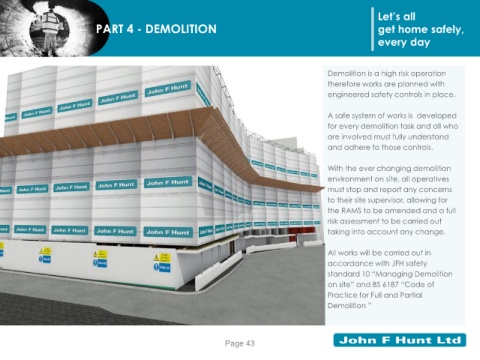 PART 4 - DEMOLITION
Let's all
get home safely,
every day
Demolition is a high risk operation
therefore works are planned with
engineered safety controls in place.
A safe system of works is  developed
for every demolition task and all who
are involved must fully understand
and adhere to those controls.
With the ever changing demolition
environment on site, all operatives
must stop and report any concerns
to their site supervisor, allowing for
the RAMS to be amended and a full
risk assessment to be carried out
taking into account any change.
All works will be carried out in
accordance with JFH safety
standard 10 “Managing Demolition
on site” and BS 6187 “Code of
Practice for Full and Partial
Demolition ”
John F Hunt John F Hunt John F Hunt John F Hunt
John F Hunt John F Hunt John F Hunt
John F Hunt John F Hunt John F Hunt John F Hunt
Page 43
John F Hunt Ltd